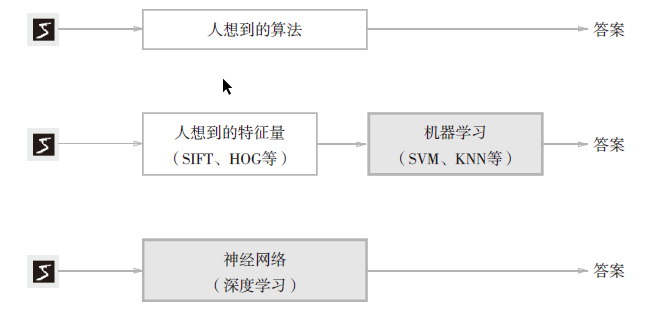 5
人想到的算法
答案
5
人想到的特征量
（SIFT、HOG等）
机器学习
（SVM、KNN等）
答案
5
神经网络
（深度学习）
答案